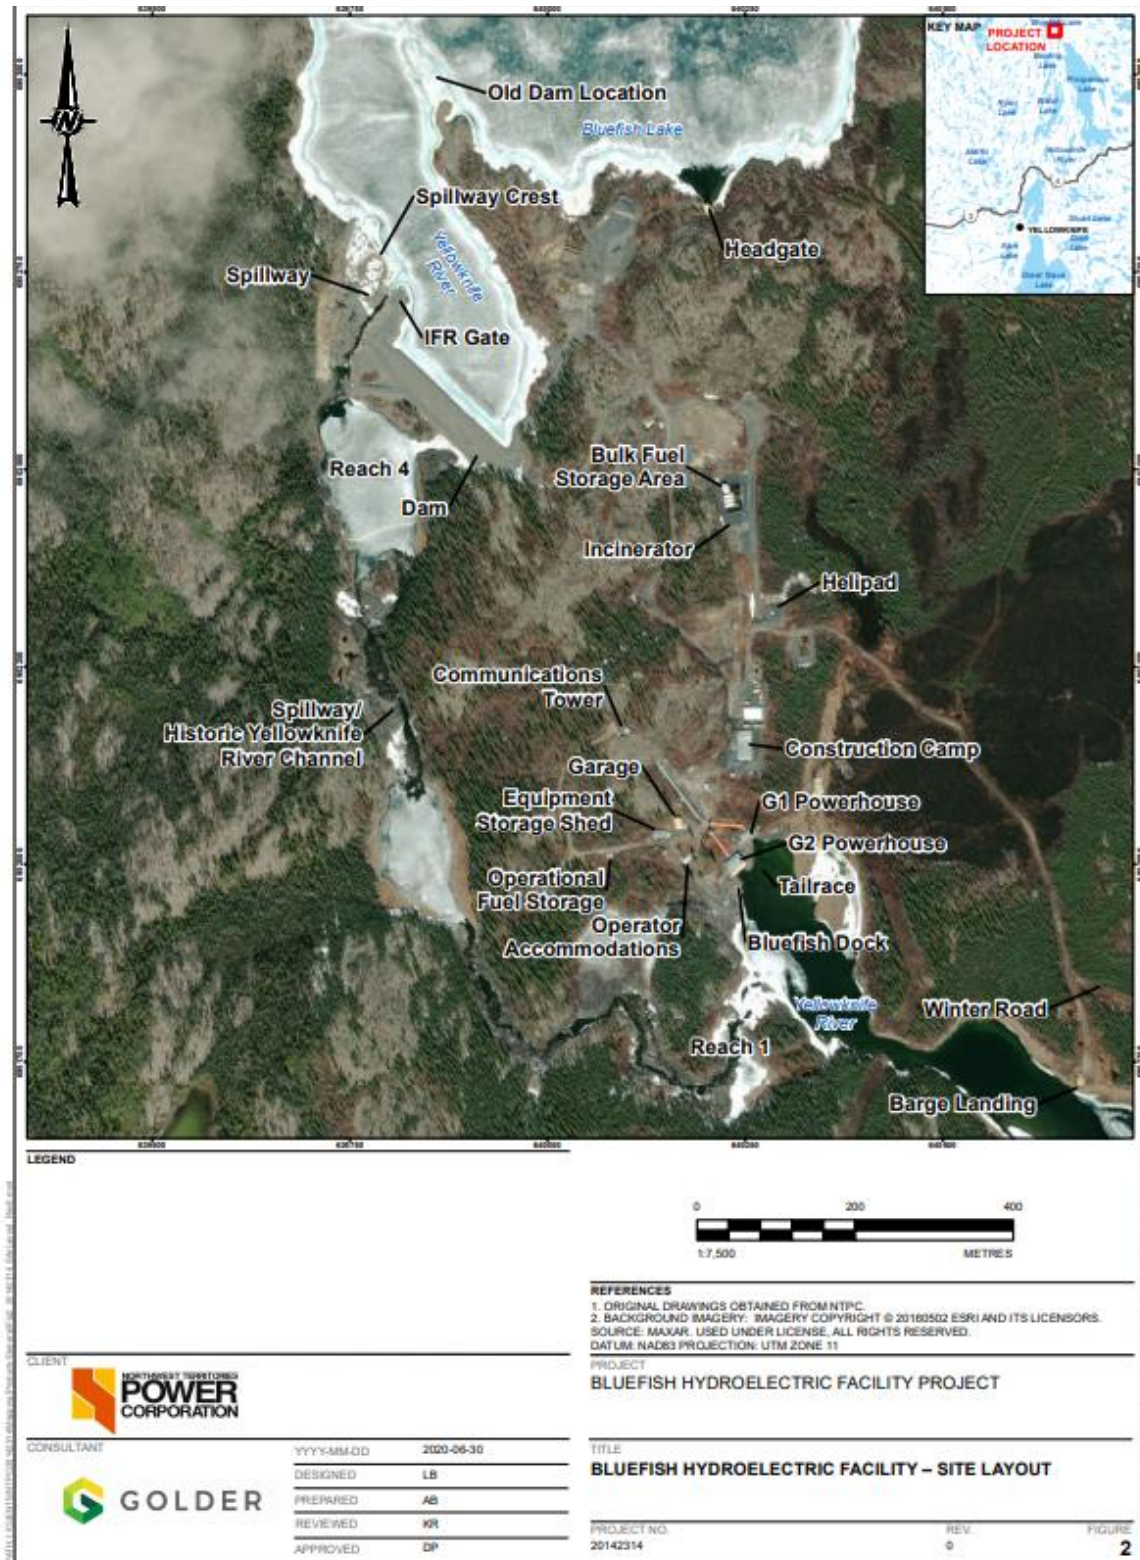 KEY MAP
PROJECT
LOCATION
YELLOWKNIFE
Old Dam Location
Bluefish Lake
Spillway Crest
Yellowknife
River
Headgate
Spillway
IFR Gate
Reach 4
Bulk Fuel
Storage Area
Dam
Incinerator
Helipad
Communications
Tower
Spillway/
Historic Yellowknife
River Channel
Construction Camp
Garage
Equipment
Storage Shed
G1 Powerhouse
G2 Powerhouse
Operational
Fuel Storage
Tailrace
Operator
Accommodations
Bluefish Dock
Yellowknife
River
Winter Road
Reach 1
Barge Landing
LEGEND
0 200 400
1:7,500 METRES
REFERENCES
1. ORIGINAL DRAWINGS OBTAINED FROM NTPC.
2. BACKGROUND IMAGERY: IMAGERY COPYRIGHT © 20160502 ESRI AND ITS LICENSORS.
SOURCE: MAXAR. USED UNDER LICENSE, ALL RIGHTS RESERVED.
DATUM: NAD83 PROJECTION: UTM ZONE 11
CLIENT
NORTHWEST TERRITORIES
POWER
CORPORATION
PROJECT
BLUEFISH HYDROELECTRIC FACILITY PROJECT
CONSULTANT
GOLDER
YYYY-MM-DD 2020-06-30
DESIGNED LB
PREPARED AB
REVIEWED KR
APPROVED DP
TITLE
BLUEFISH HYDROELECTRIC FACILITY – SITE LAYOUT
PROJECT NO. REV. FIGURE
20142314 0 2